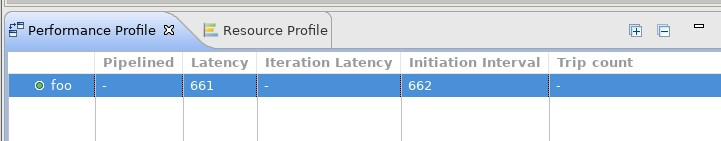 Performance Profile Resource Profile
Pipelined Latency Iteration Latency Initiation Interval Trip count
foo - 661 - 662 -